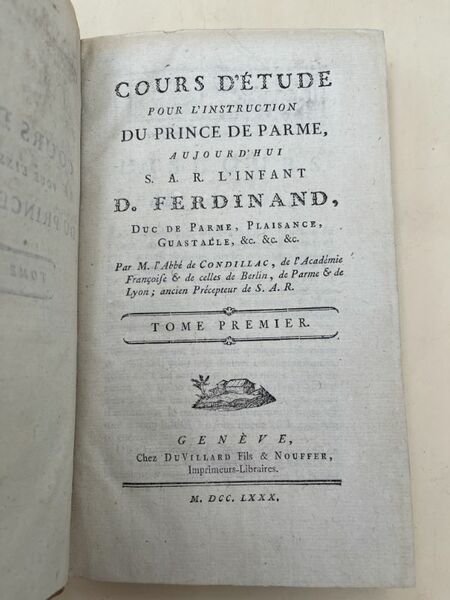 COURS D'ÉTUDE
POUR L'INSTRUCTION
DU PRINCE DE PARME,
AUJOURD'HUI
S. A. R. L'INFANT
D. FERDINAND,
DUC DE PARME, PLAISANCE,
GUASTALLE, &c. &c. &c.
Par M. l'Abbé de CONDILLAC, de l'Académie
Françoise & de celles de Berlin, de Parme & de
Lyon; ancien Précepteur de S. A. R.
TOME PREMIER.
GENÈVE,
Chez DUVILLARD Fils & NOUFFER,
Imprimeurs-Libraires.
M. DCC. LXXX.